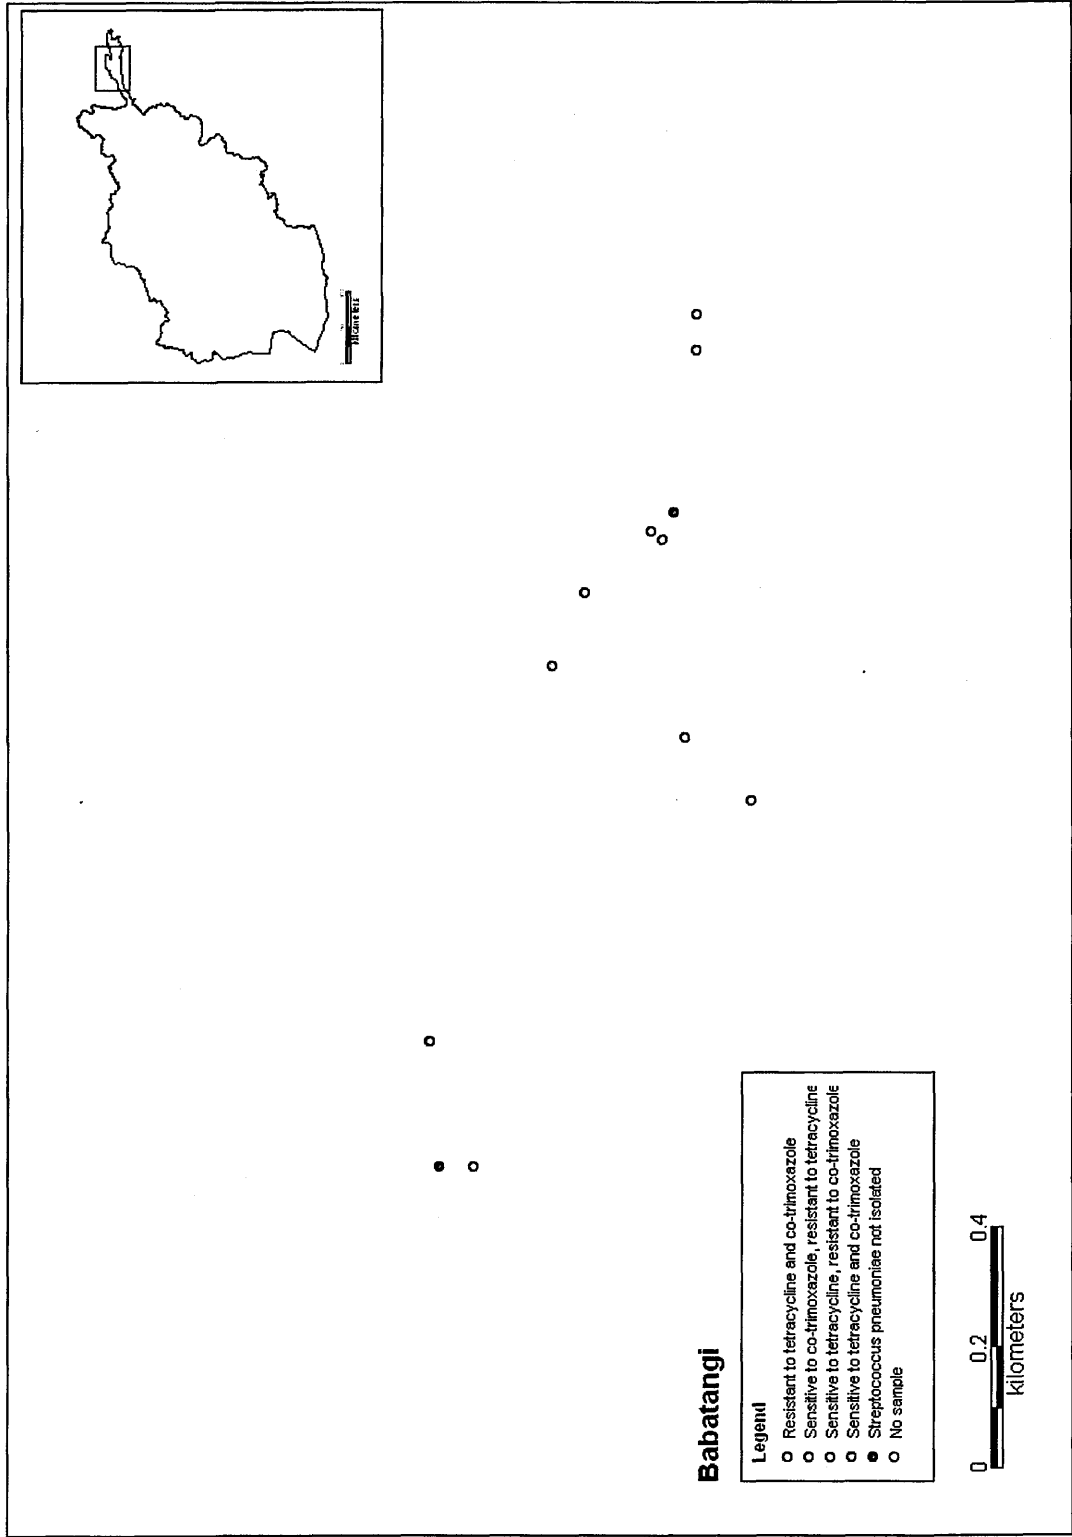 Babatangi
Legend
Resistant to tetracycline and co-trimoxazole
Sensitive to co-trimoxazole, resistant to tetracycline
Sensitive to tetracycline, resistant to co-trimoxazole
Sensitive to tetracycline and co-trimoxazole
Streptococcus pneumoniae not isolated
No sample
0 0.2 0.4
kilometers